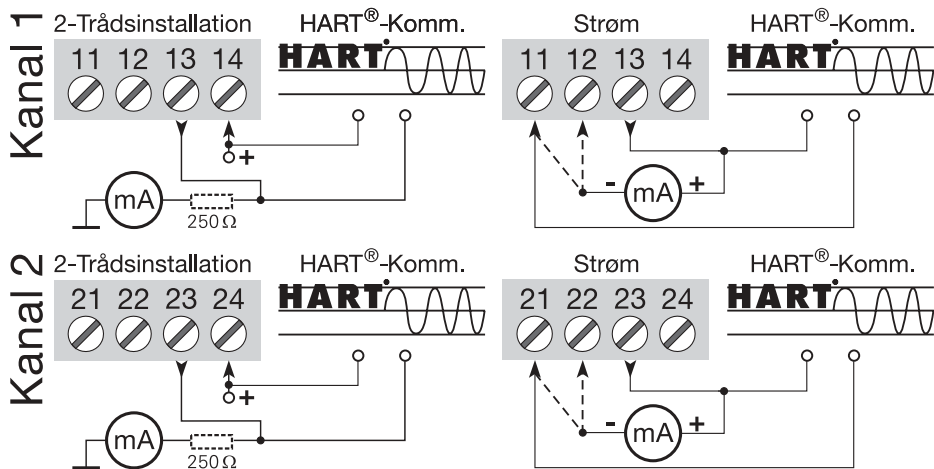 Kanal 1
2-Trådsinstallation HART®-Komm. Strøm HART®-Komm.
11 12 13 14 HART 11 12 13 14 HART
+
- mA +
mA 250 Ω
Kanal 2
2-Trådsinstallation HART®-Komm. Strøm HART®-Komm.
21 22 23 24 HART 21 22 23 24 HART
+
- mA +
mA 250 Ω